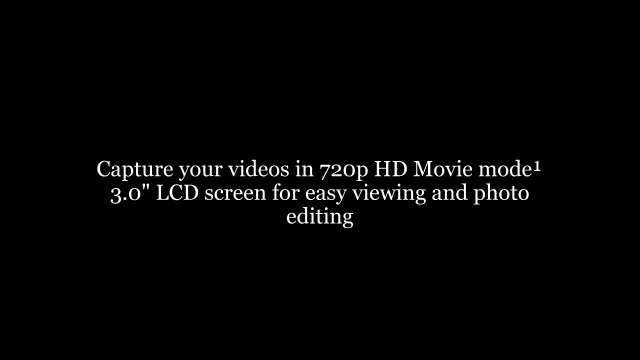 Capture your videos in 720p HD Movie mode¹
3.0" LCD screen for easy viewing and photo
editing